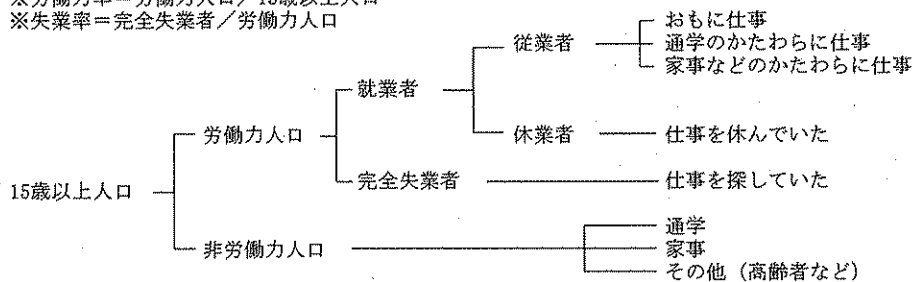 ※失業率＝完全失業者／労働力人口
従業者
おもに仕事
通学のかたわらに仕事
家事などのかたわらに仕事
就業者
労働力人口
休業者
仕事を休んでいた
15歳以上人口
完全失業者
仕事を探していた
非労働力人口
通学
家事
その他（高齢者など）